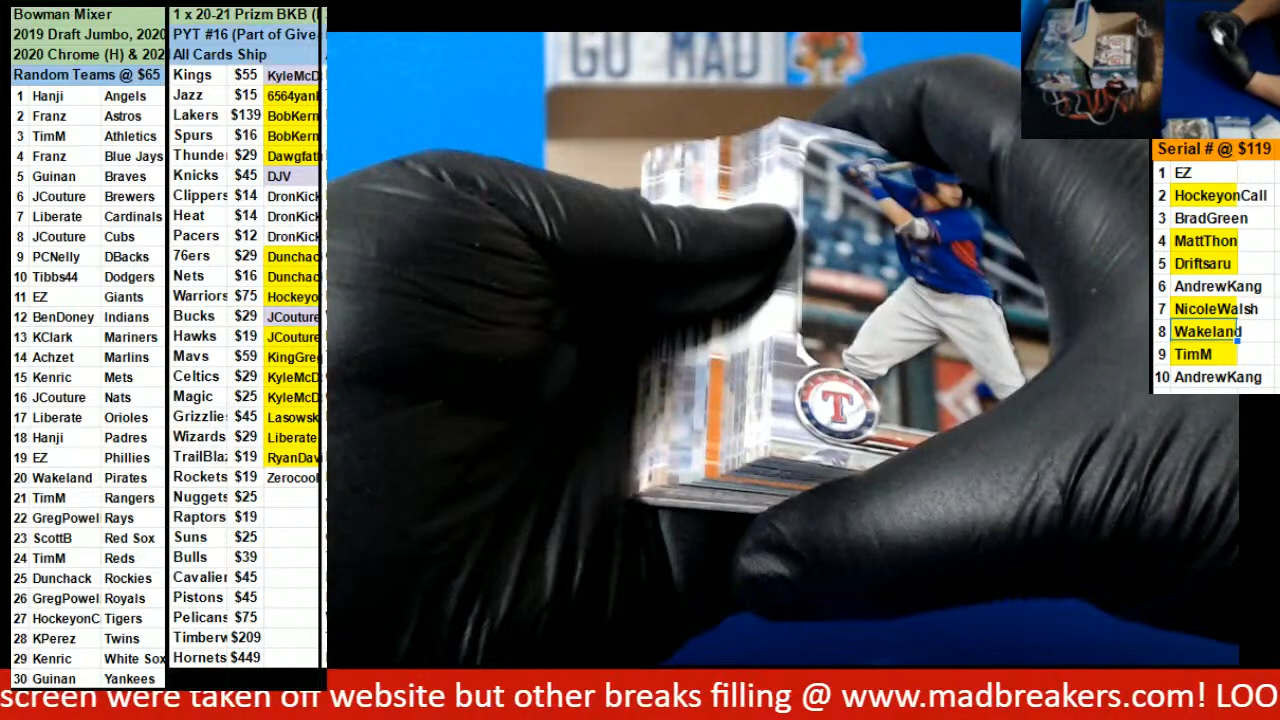 Bowman Mixer
2019 Draft Jumbo, 2020
2020 Chrome (H) & 202
Random Teams @ $65
1 Hanji Angels
2 Franz Astros
3 TimM Athletics
4 Franz Blue Jays
5 Guinan Braves
6 JCouture Brewers
7 Liberate Cardinals
8 JCouture Cubs
9 PCNelly DBacks
10 Tibbs44 Dodgers
11 EZ Giants
12 BenDoney Indians
13 KClark Mariners
14 Achzet Marlins
15 Kenric Mets
16 JCouture Nats
17 Liberate Orioles
18 Hanji Padres
19 EZ Phillies
20 Wakeland Pirates
21 TimM Rangers
22 GregPowel Rays
23 ScottB Red Sox
24 TimM Reds
25 Dunchack Rockies
26 GregPowel Royals
27 HockeyonC Tigers
28 KPerez Twins
29 Kenric White Sox
30 Guinan Yankees
1 x 20-21 Prizm BKB (
PYT #16 (Part of Give
All Cards Ship
Kings $55 KyleMcD
Jazz $15 6564yan
Lakers $139 BobKern
Spurs $16 BobKern
Thunde $29 Dawgfath
Knicks $45 DJV
Clippers $14 DronKick
Heat $14 DronKick
Pacers $12 DronKick
76ers $29 Dunchac
Nets $16 Dunchac
Warriors $75 Hockeyo
Bucks $29 JCouture
Hawks $19 JCouture
Mavs $59 KingGre
Celtics $29 KyleMcD
Magic $25 KyleMcD
Grizzlie $45 Lasowsk
Wizards $29 Liberate
TrailBlaz $19 RyanDav
Rockets $19 Zerocool
Nuggets $25
Raptors $19
Suns $25
Bulls $39
Cavalier $45
Pistons $45
Pelicans $75
Timberw $209
Hornets $449
GO MAD
T
Serial # @ $119
1 EZ
2 HockeyonCall
3 BradGreen
4 MattThon
5 Driftsaru
6 AndrewKang
7 NicoleWalsh
8 Wakeland
9 TimM
10 AndrewKang
screen were taken off website but other breaks filling @ www.madbreakers.com! LOO